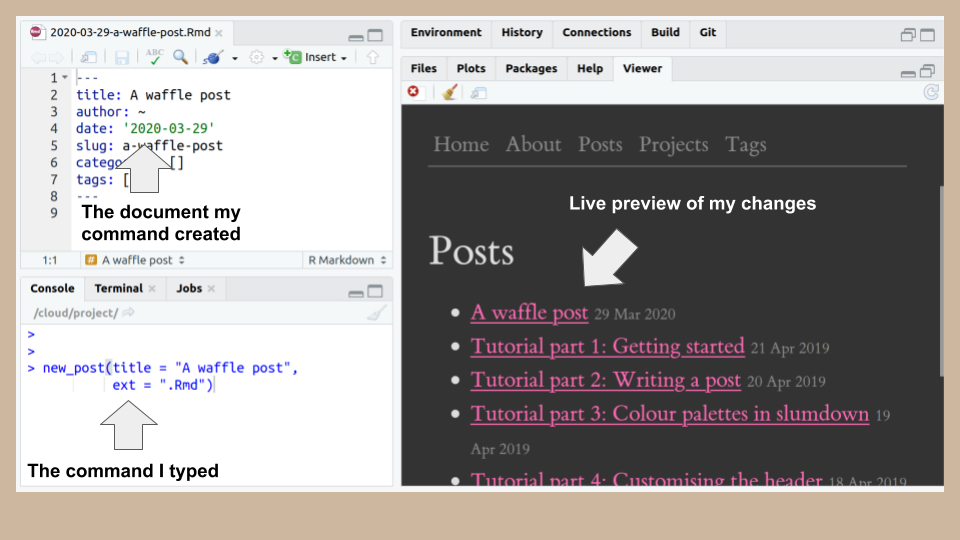 2020-03-29-a-waffle-post.Rmd
ABC
Insert
1 ---
2 title: A waffle post
3 author: ~
4 date: '2020-03-29'
5 slug: a-waffle-post
6 catego []
7 tags: [
8 ---
9
The document my
command created
1:1 # A waffle post R Markdown
Console Terminal Jobs
/cloud/project/
>
>
> new_post(title = "A waffle post",
ext = ".Rmd")
The command I typed
Environment History Connections Build Git
Files Plots Packages Help Viewer
Home About Posts Projects Tags
Live preview of my changes
Posts
A waffle post 29 Mar 2020
Tutorial part 1: Getting started 21 Apr 2019
Tutorial part 2: Writing a post 20 Apr 2019
Tutorial part 3: Colour palettes in slumdown 19
Apr 2019
Tutorial part 4: Customising the header 18 Apr 2019